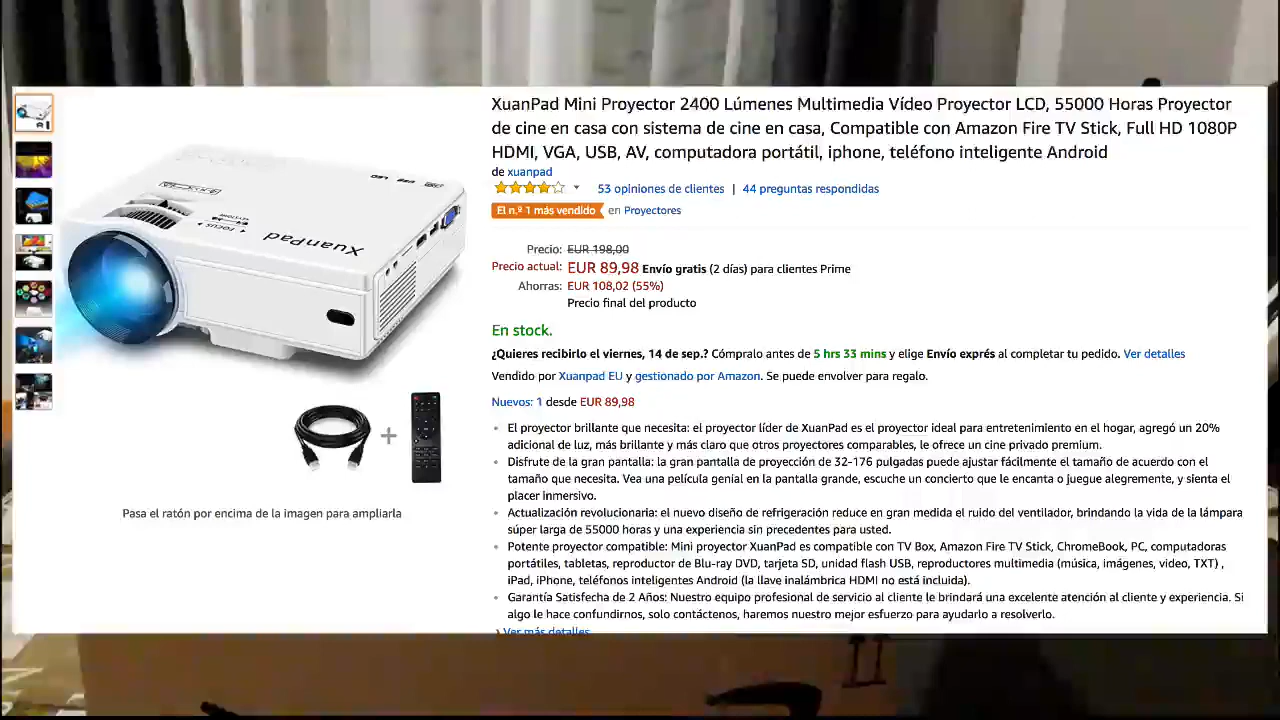 XuanPad Mini Proyector 2400 Lúmenes Multimedia Vídeo Proyector LCD, 55000 Horas Proyector
de cine en casa con sistema de cine en casa, Compatible con Amazon Fire TV Stick, Full HD 1080P
HDMI, VGA, USB, AV, computadora portátil, iphone, teléfono inteligente Android
de xuanpad
53 opiniones de clientes | 44 preguntas respondidas
El n.º 1 más vendido en Proyectores
Precio: EUR 198,00
Precio actual: EUR 89,98 Envío gratis (2 días) para clientes Prime
Ahorras: EUR 108,02 (55%)
Precio final del producto
En stock.
¿Quieres recibirlo el viernes, 14 de sep.? Cómpralo antes de 5 hrs 33 mins y elige Envío exprés al completar tu pedido. Ver detalles
Vendido por Xuanpad EU y gestionado por Amazon. Se puede envolver para regalo.
Nuevos: 1 desde EUR 89,98
El proyector brillante que necesita: el proyector líder de XuanPad es el proyector ideal para entretenimiento en el hogar, agregó un 20%
adicional de luz, más brillante y más claro que otros proyectores comparables, le ofrece un cine privado premium.
Disfrute de la gran pantalla: la gran pantalla de proyección de 32-176 pulgadas puede ajustar fácilmente el tamaño de acuerdo con el
tamaño que necesita. Vea una película genial en la pantalla grande, escuche un concierto que le encanta o juegue alegremente, y sienta el
placer inmersivo.
Actualización revolucionaria: el nuevo diseño de refrigeración reduce en gran medida el ruido del ventilador, brindando la vida de la lámpara
súper larga de 55000 horas y una experiencia sin precedentes para usted.
Potente proyector compatible: Mini proyector XuanPad es compatible con TV Box, Amazon Fire TV Stick, ChromeBook, PC, computadoras
portátiles, tabletas, reproductor de Blu-ray DVD, tarjeta SD, unidad flash USB, reproductores multimedia (música, imágenes, video, TXT) ,
iPad, iPhone, teléfonos inteligentes Android (la llave inalámbrica HDMI no está incluida).
Garantía Satisfecha de 2 Años: Nuestro equipo profesional de servicio al cliente le brindará una excelente atención al cliente y experiencia. Si
algo le hace confundirnos, solo contáctenos, haremos nuestro mejor esfuerzo para ayudarlo a resolverlo.
Ver más detalles
XuanPad
FOCUS
KEYSTONE
Pasa el ratón por encima de la imagen para ampliarla